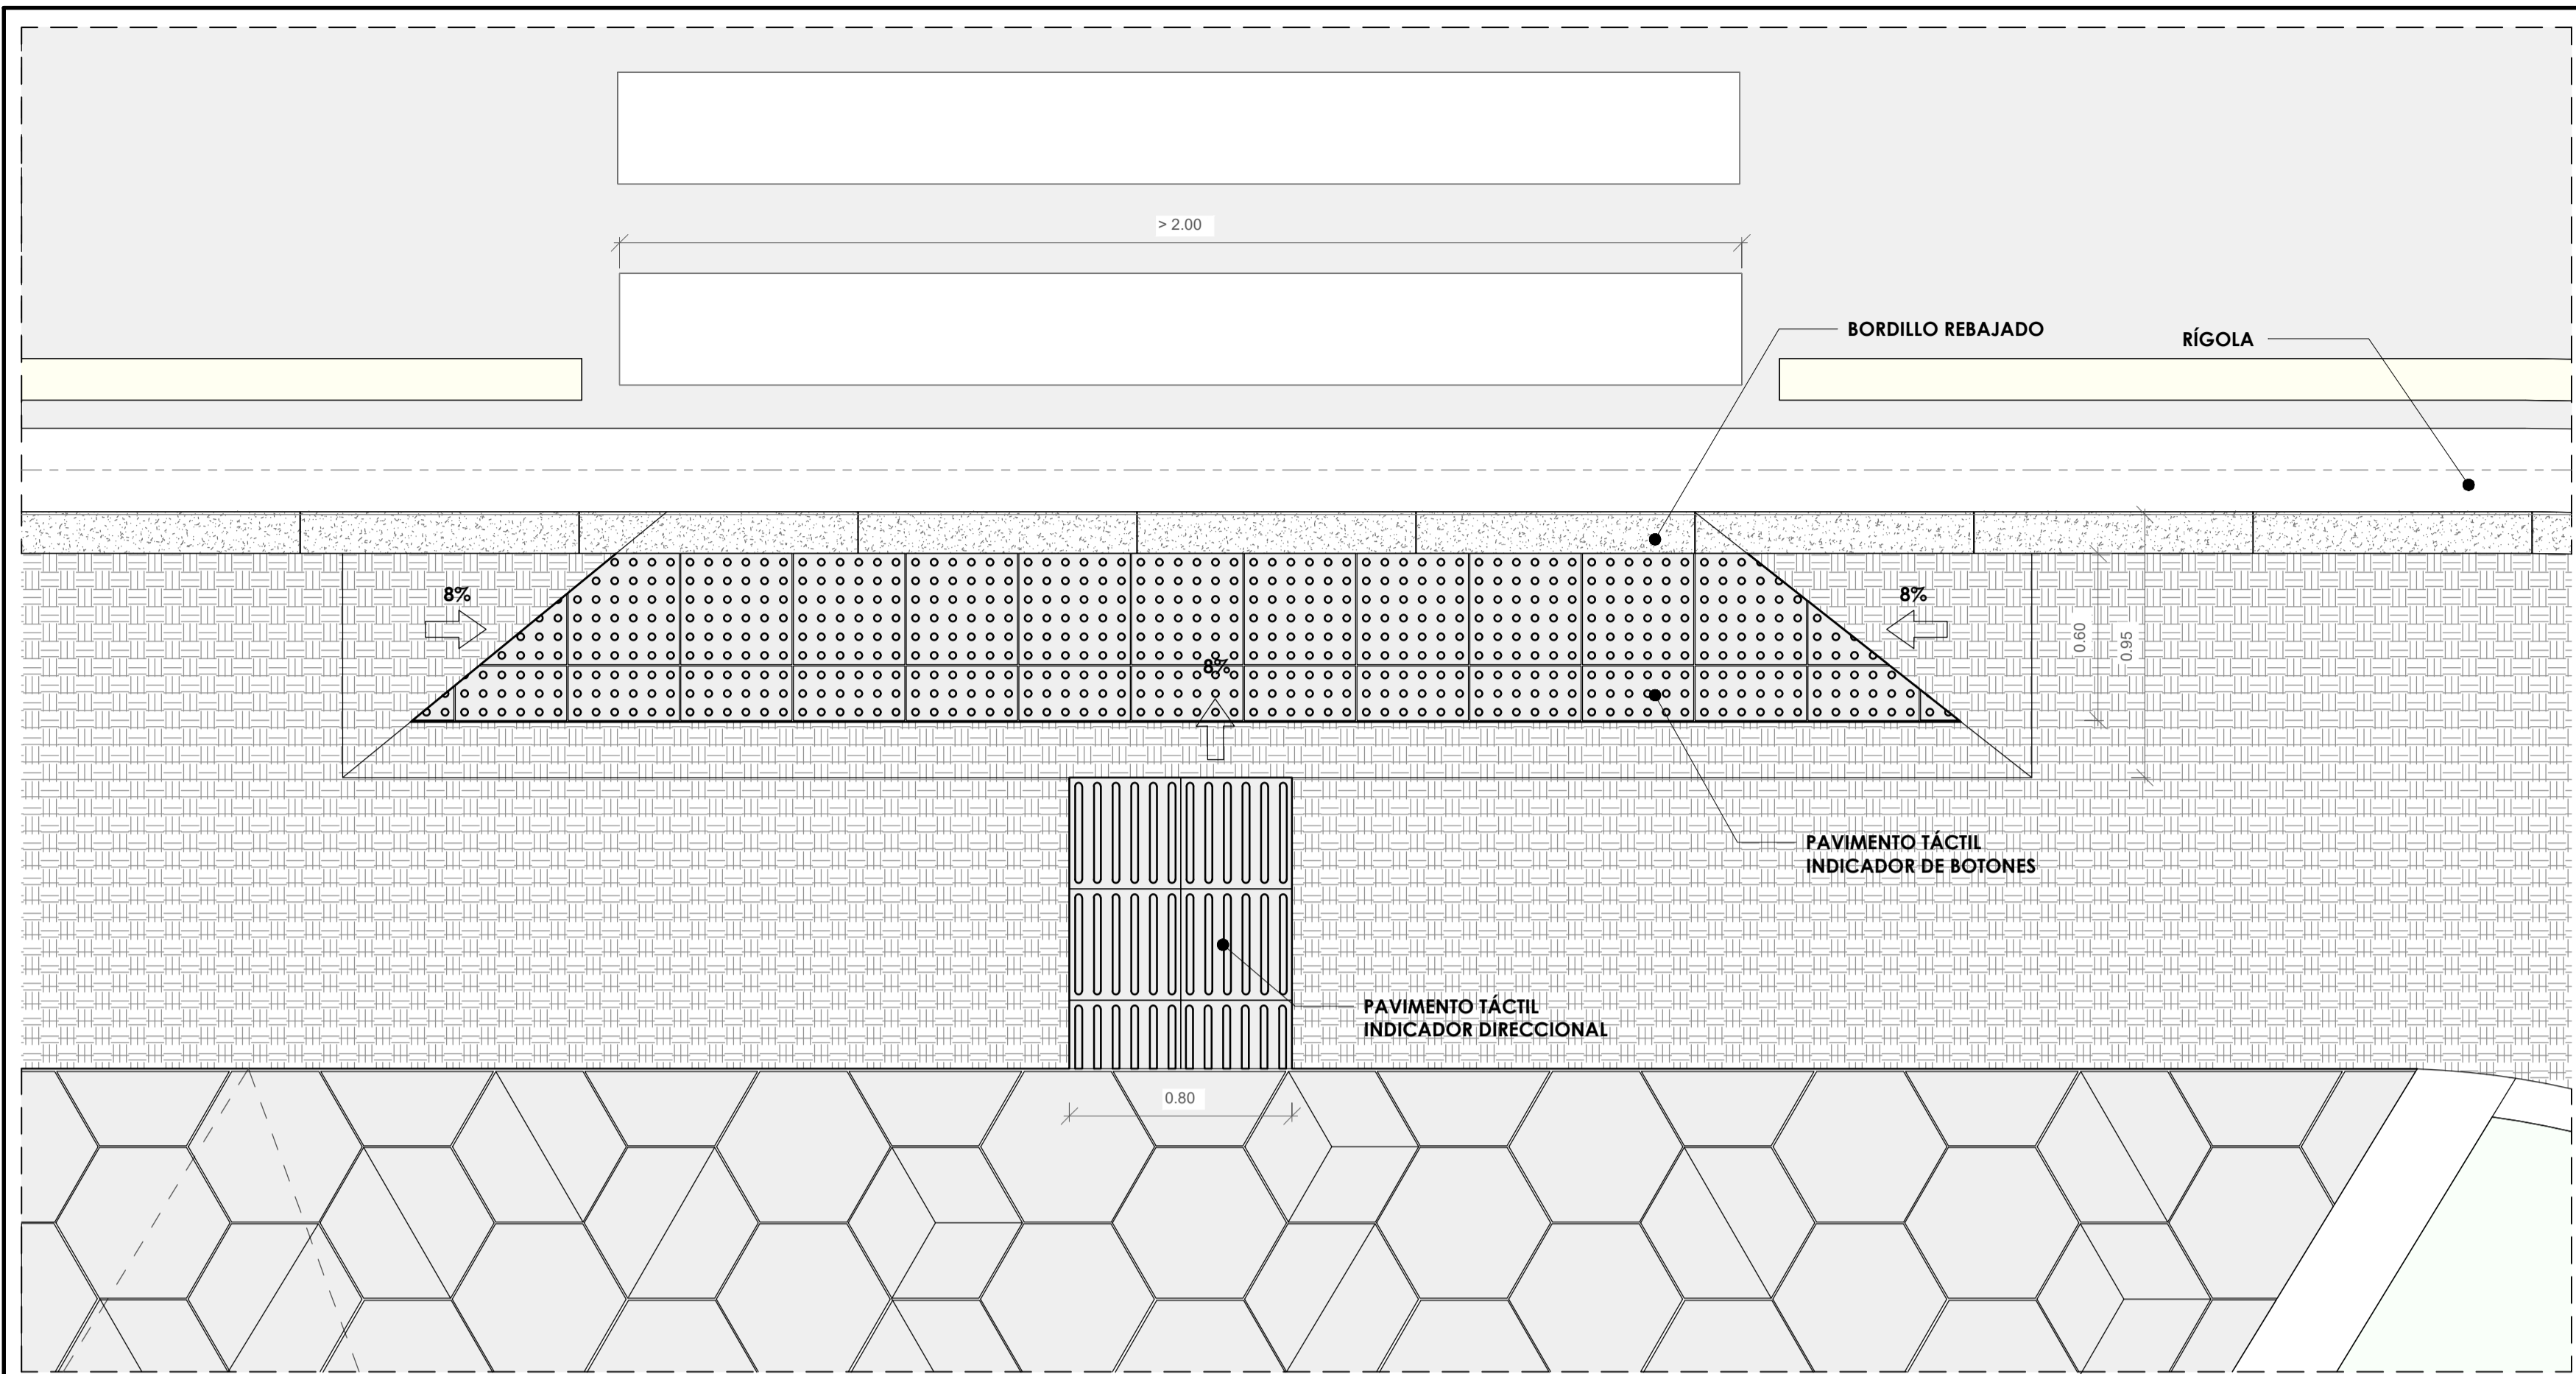 > 2.00
BORDILLO REBAJADO
RÍGOLA
8%
8%
0.60
0.95
8%
PAVIMENTO TÁCTIL
INDICADOR DE BOTONES
PAVIMENTO TÁCTIL
INDICADOR DIRECCIONAL
0.80